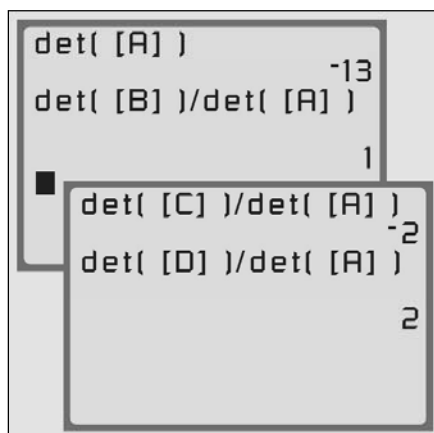 det( [A] )
-13
det( [B] )/det( [A] )
1
det( [C] )/det( [A] )
-2
det( [D] )/det( [A] )
2